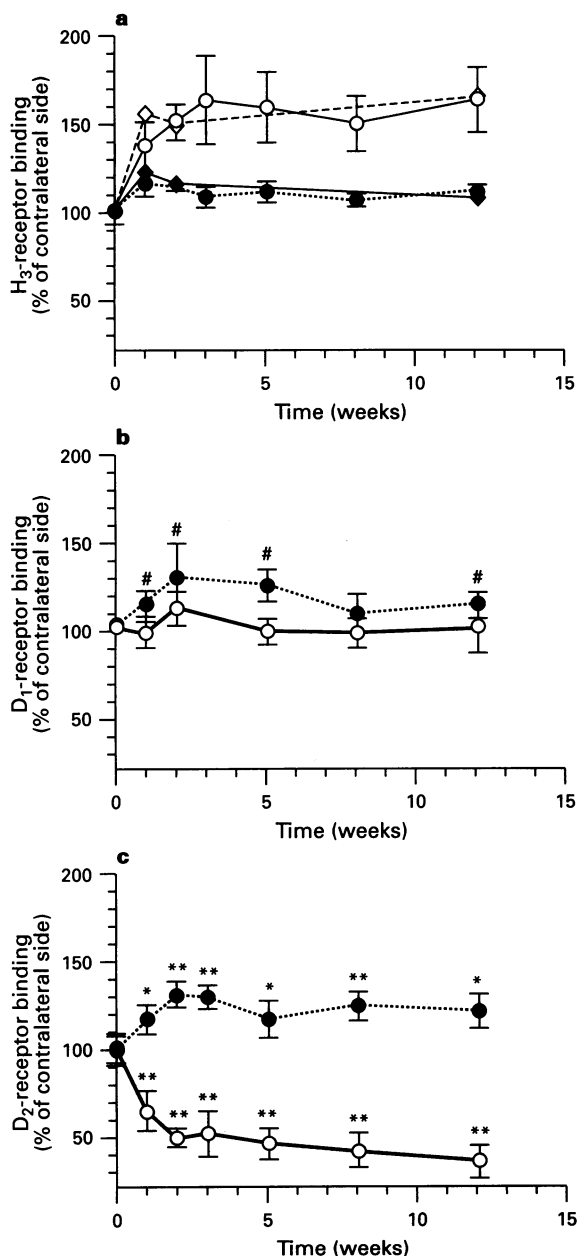 a
200
150
100
50
H3-receptor binding
(% of contralateral side)
0 5 10 15
Time (weeks)
b
200
150
100
50
D1-receptor binding
(% of contralateral side)
# # # #
0 5 10 15
Time (weeks)
c
200
150
100
50
D2-receptor binding
(% of contralateral side)
* ** ** * ** *
** ** ** ** ** **
0 5 10 15
Time (weeks)